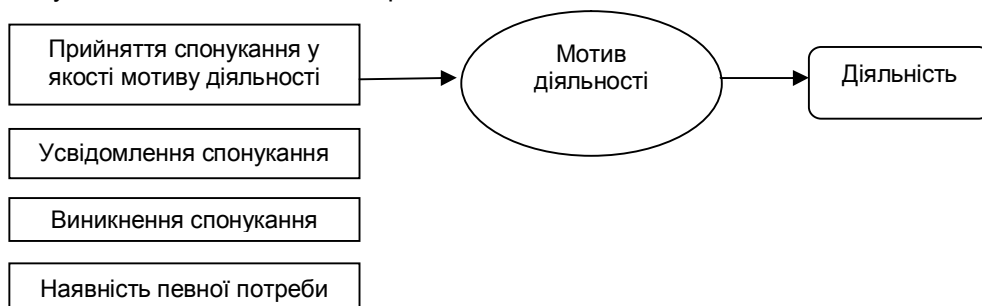 Прийняття спонукання у
якості мотиву діяльності
Мотив
діяльності
Діяльність
Усвідомлення спонукання
Виникнення спонукання
Наявність певної потреби